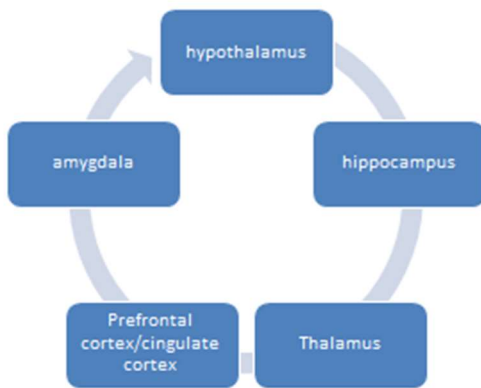 hypothalamus
hippocampus
Thalamus
Prefrontal
cortex/cingulate
cortex
amygdala